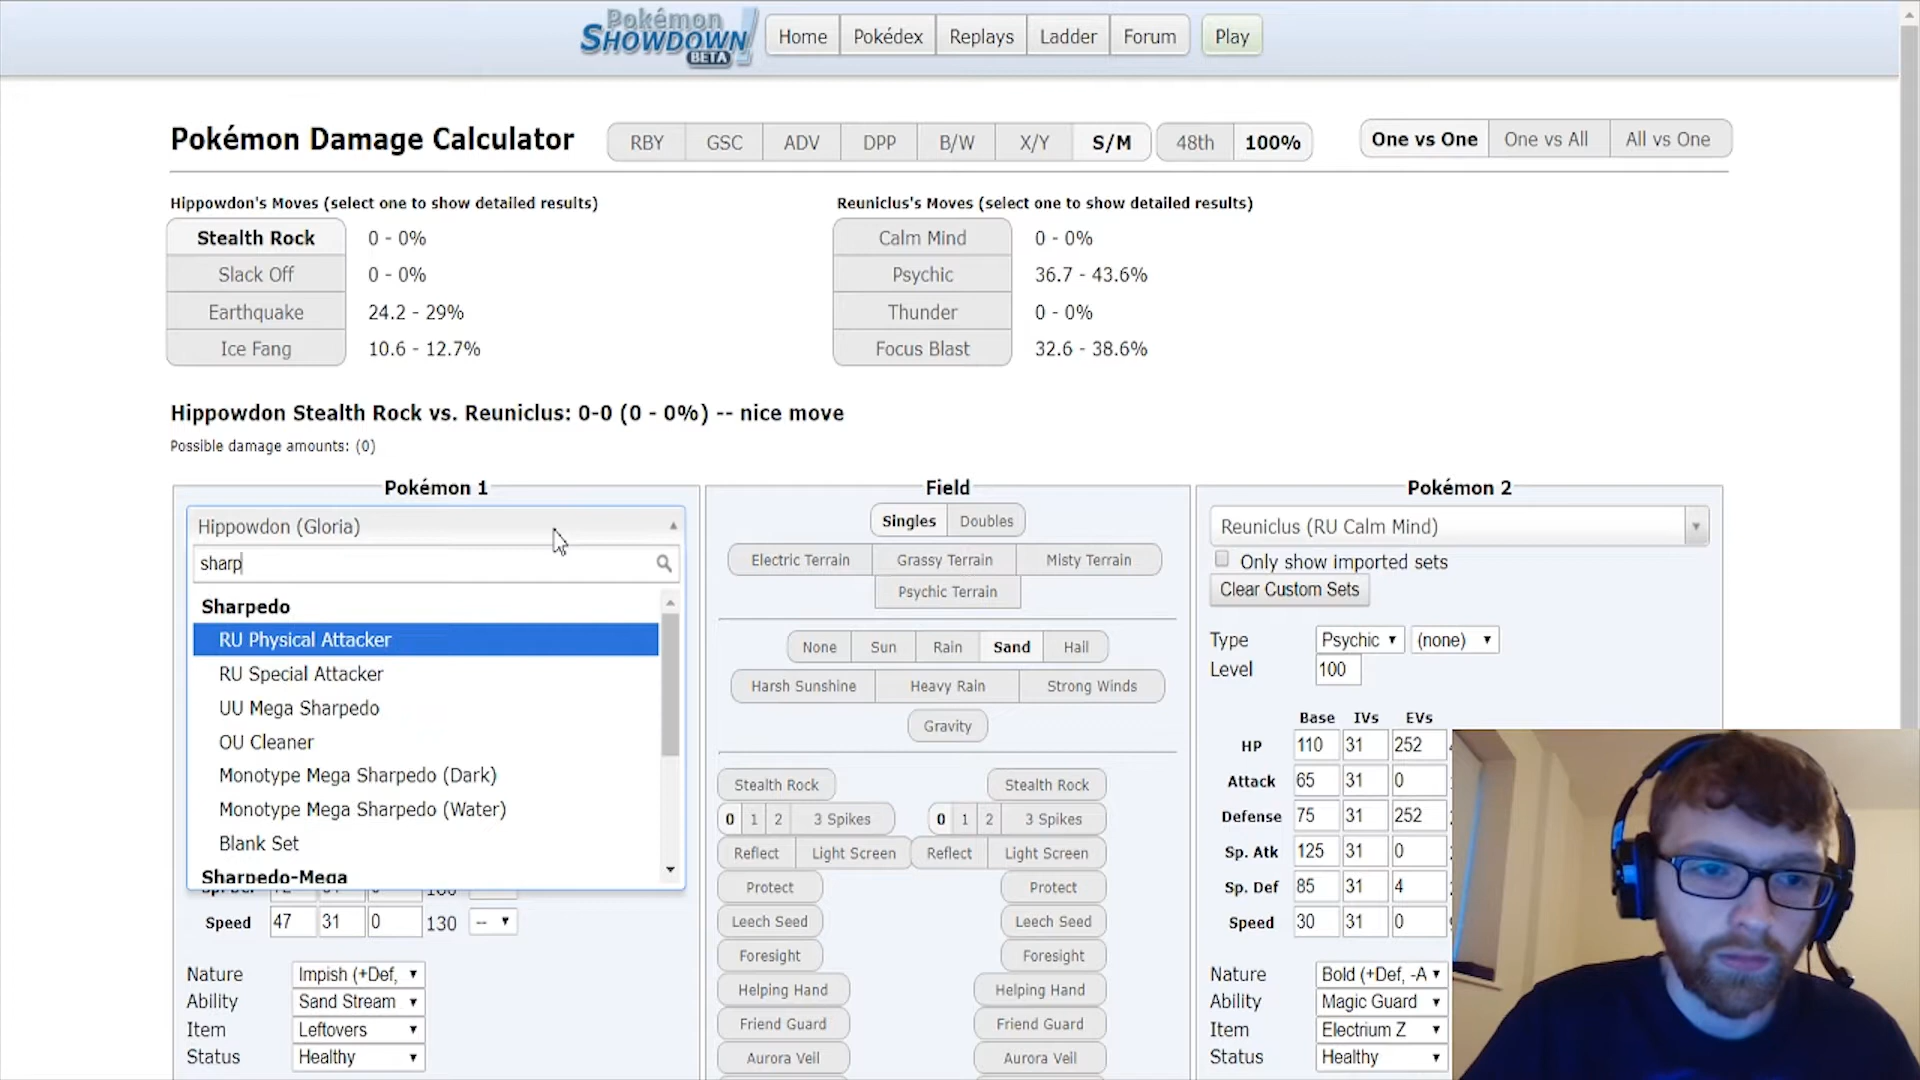 Pokémon
SHOWDOWN!
BETA
Home Pokédex Replays Ladder Forum Play
Pokémon Damage Calculator RBY GSC ADV DPP B/W X/Y S/M 48th 100% One vs One One vs All All vs One
Hippowdon's Moves (select one to show detailed results)
Stealth Rock 0 - 0%
Slack Off 0 - 0%
Earthquake 24.2 - 29%
Ice Fang 10.6 - 12.7%
Reuniclus's Moves (select one to show detailed results)
Calm Mind 0 - 0%
Psychic 36.7 - 43.6%
Thunder 0 - 0%
Focus Blast 32.6 - 38.6%
Hippowdon Stealth Rock vs. Reuniclus: 0-0 (0 - 0%) -- nice move
Possible damage amounts: (0)
Pokémon 1
Hippowdon (Gloria)
sharp
Sharpedo
RU Physical Attacker
RU Special Attacker
UU Mega Sharpedo
OU Cleaner
Monotype Mega Sharpedo (Dark)
Monotype Mega Sharpedo (Water)
Blank Set
Sharpedo-Mega
Speed 47 31 0 130 --
Nature Impish (+Def,
Ability Sand Stream
Item Leftovers
Status Healthy
Field
Singles Doubles
Electric Terrain Grassy Terrain Misty Terrain
Psychic Terrain
None Sun Rain Sand Hail
Harsh Sunshine Heavy Rain Strong Winds
Gravity
Stealth Rock Stealth Rock
0 1 2 3 Spikes 0 1 2 3 Spikes
Reflect Light Screen Reflect Light Screen
Protect Protect
Leech Seed Leech Seed
Foresight Foresight
Helping Hand Helping Hand
Friend Guard Friend Guard
Aurora Veil Aurora Veil
Pokémon 2
Reuniclus (RU Calm Mind)
Only show imported sets
Clear Custom Sets
Type Psychic (none)
Level 100
Base IVs EVs
HP 110 31 252
Attack 65 31 0
Defense 75 31 252
Sp. Atk 125 31 0
Sp. Def 85 31 4
Speed 30 31 0
Nature Bold (+Def, -A
Ability Magic Guard
Item Electrium Z
Status Healthy